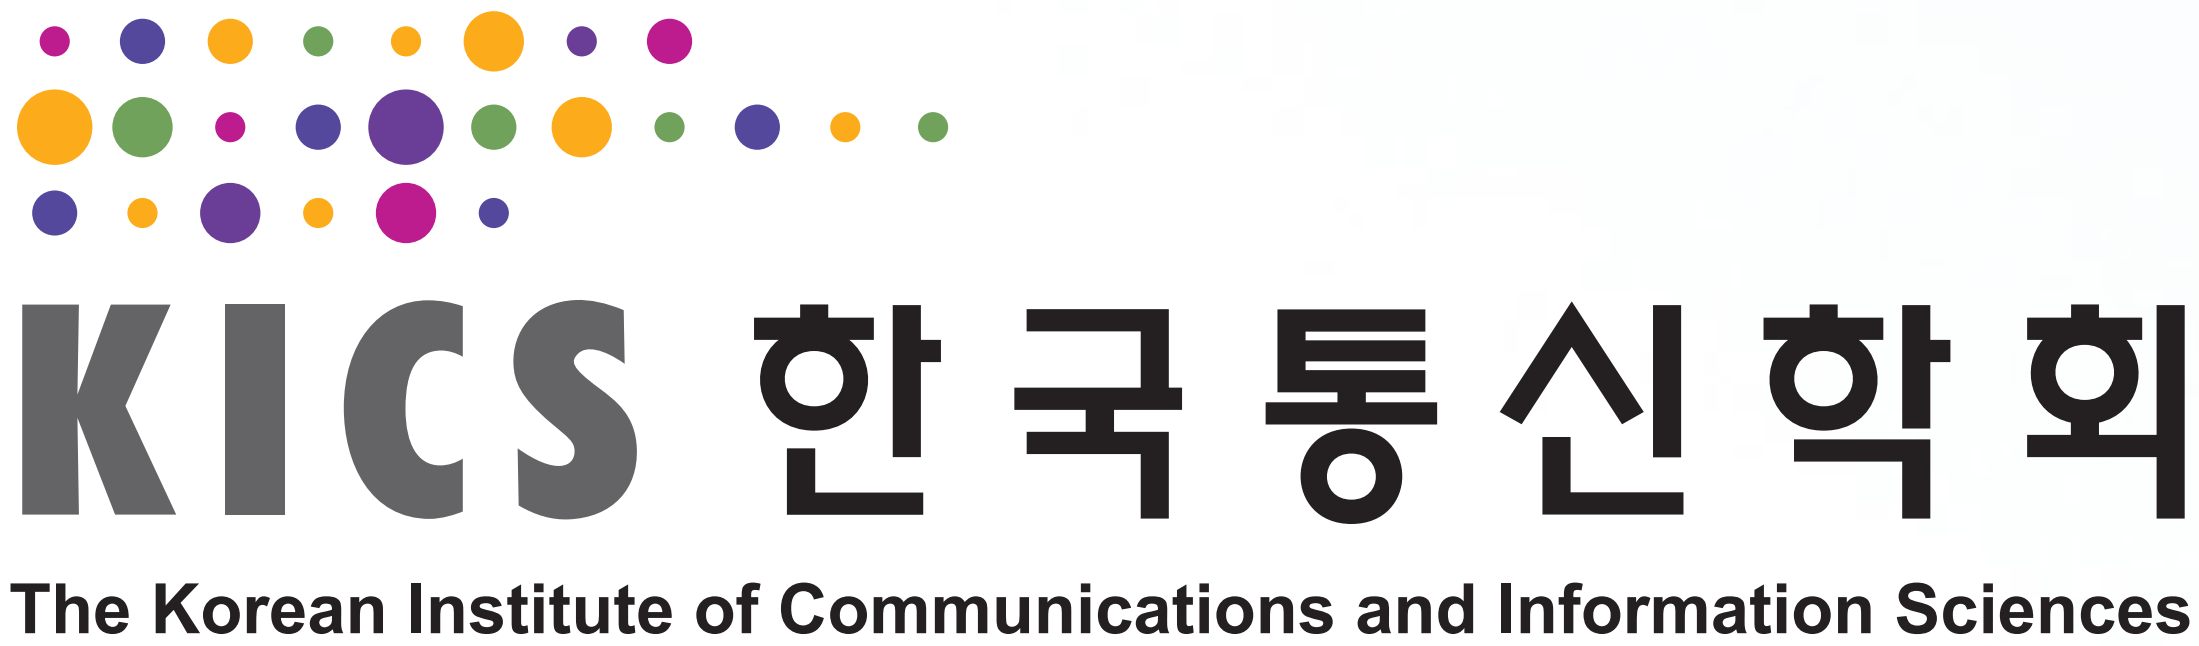 KICS 한국통신학회
The Korean Institute of Communications and Information Sciences